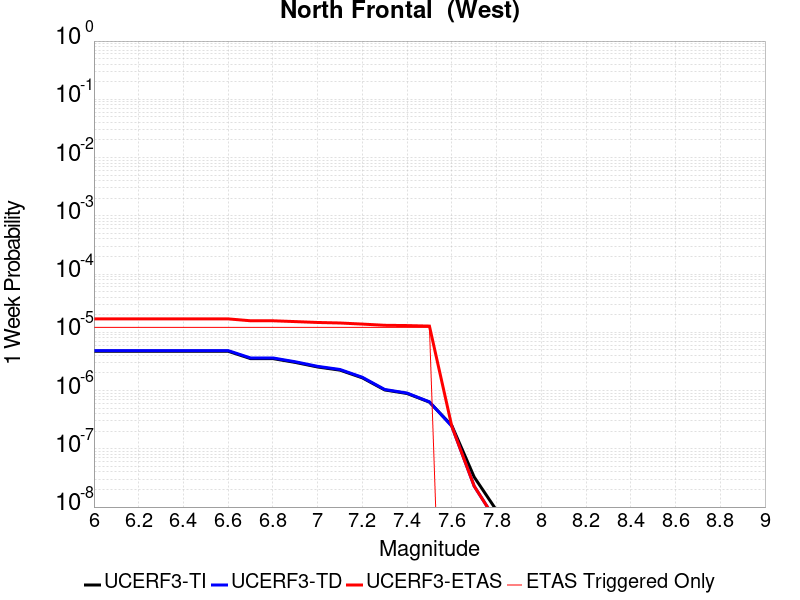 North Frontal  (West)
10^0
10^-1
10^-2
10^-3
10^-4
10^-5
10^-6
10^-7
10^-8
1 Week Probability
6 6.2 6.4 6.6 6.8 7 7.2 7.4 7.6 7.8 8 8.2 8.4 8.6 8.8 9
Magnitude
UCERF3-TI UCERF3-TD UCERF3-ETAS ETAS Triggered Only